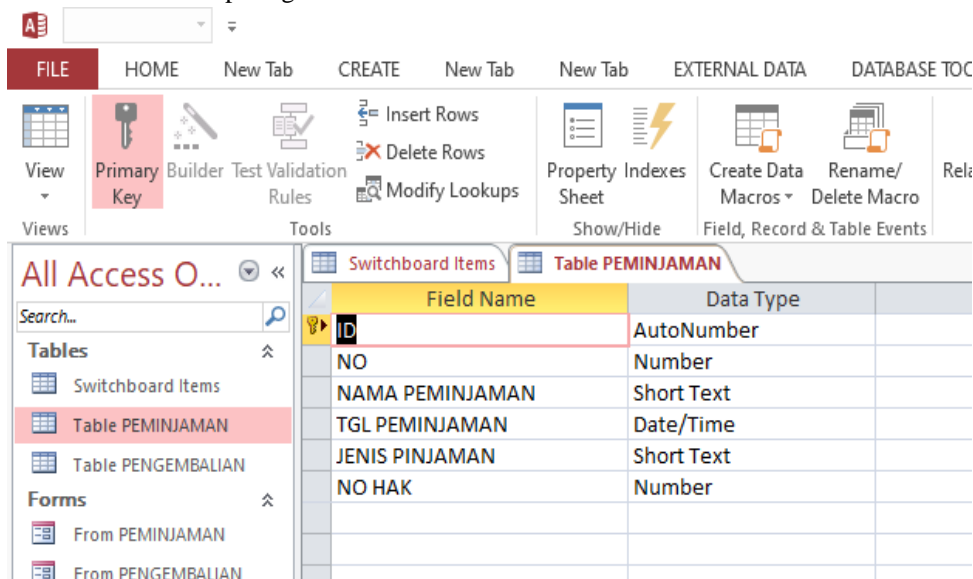 FILE HOME New Tab CREATE New Tab New Tab EXTERNAL DATA DATABASE TOO
View
Primary Key
Builder
Test Validation Rules
Insert Rows
Delete Rows
Modify Lookups
Property Sheet
Indexes
Create Data Macros
Rename/ Delete Macro
Rela
Views Tools Show/Hide Field, Record & Table Events
All Access O...
Search...
Tables
Switchboard Items
Table PEMINJAMAN
Table PENGEMBALIAN
Forms
From PEMINJAMAN
From PENGEMBALIAN
Switchboard Items Table PEMINJAMAN
Field Name Data Type
ID AutoNumber
NO Number
NAMA PEMINJAMAN Short Text
TGL PEMINJAMAN Date/Time
JENIS PINJAMAN Short Text
NO HAK Number